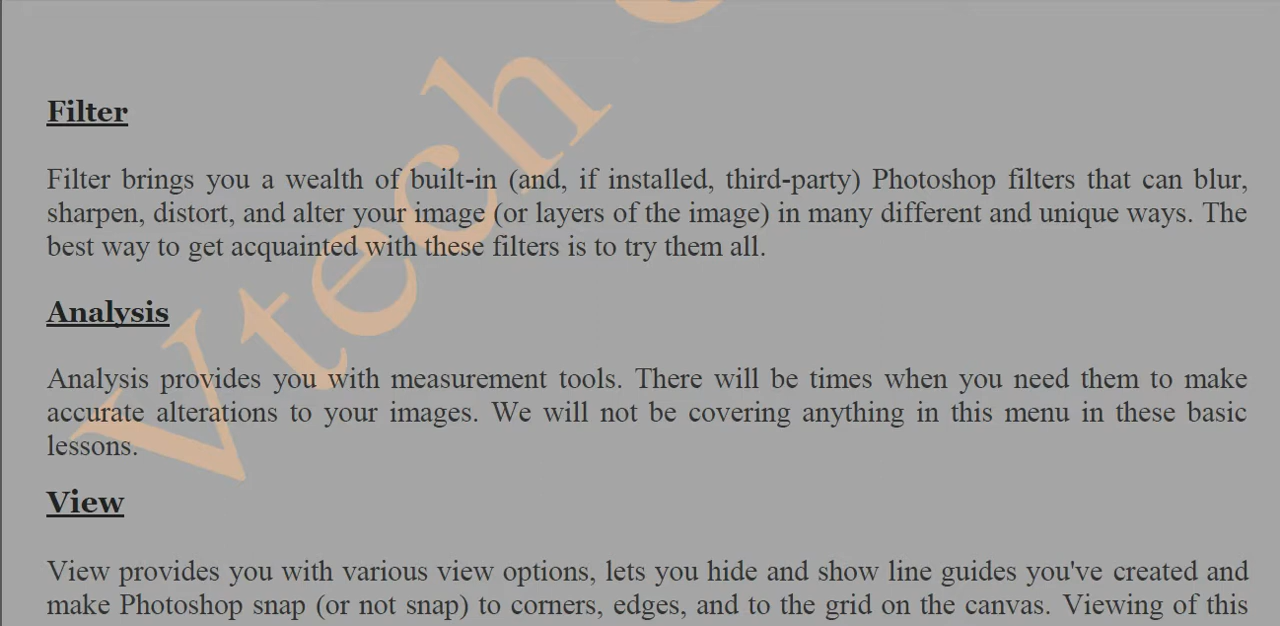 Filter
Filter brings you a wealth of built-in (and, if installed, third-party) Photoshop filters that can blur,
sharpen, distort, and alter your image (or layers of the image) in many different and unique ways. The
best way to get acquainted with these filters is to try them all.
Analysis
Analysis provides you with measurement tools. There will be times when you need them to make
accurate alterations to your images. We will not be covering anything in this menu in these basic
lessons.
View
View provides you with various view options, lets you hide and show line guides you've created and
make Photoshop snap (or not snap) to corners, edges, and to the grid on the canvas. Viewing of this
Vtech